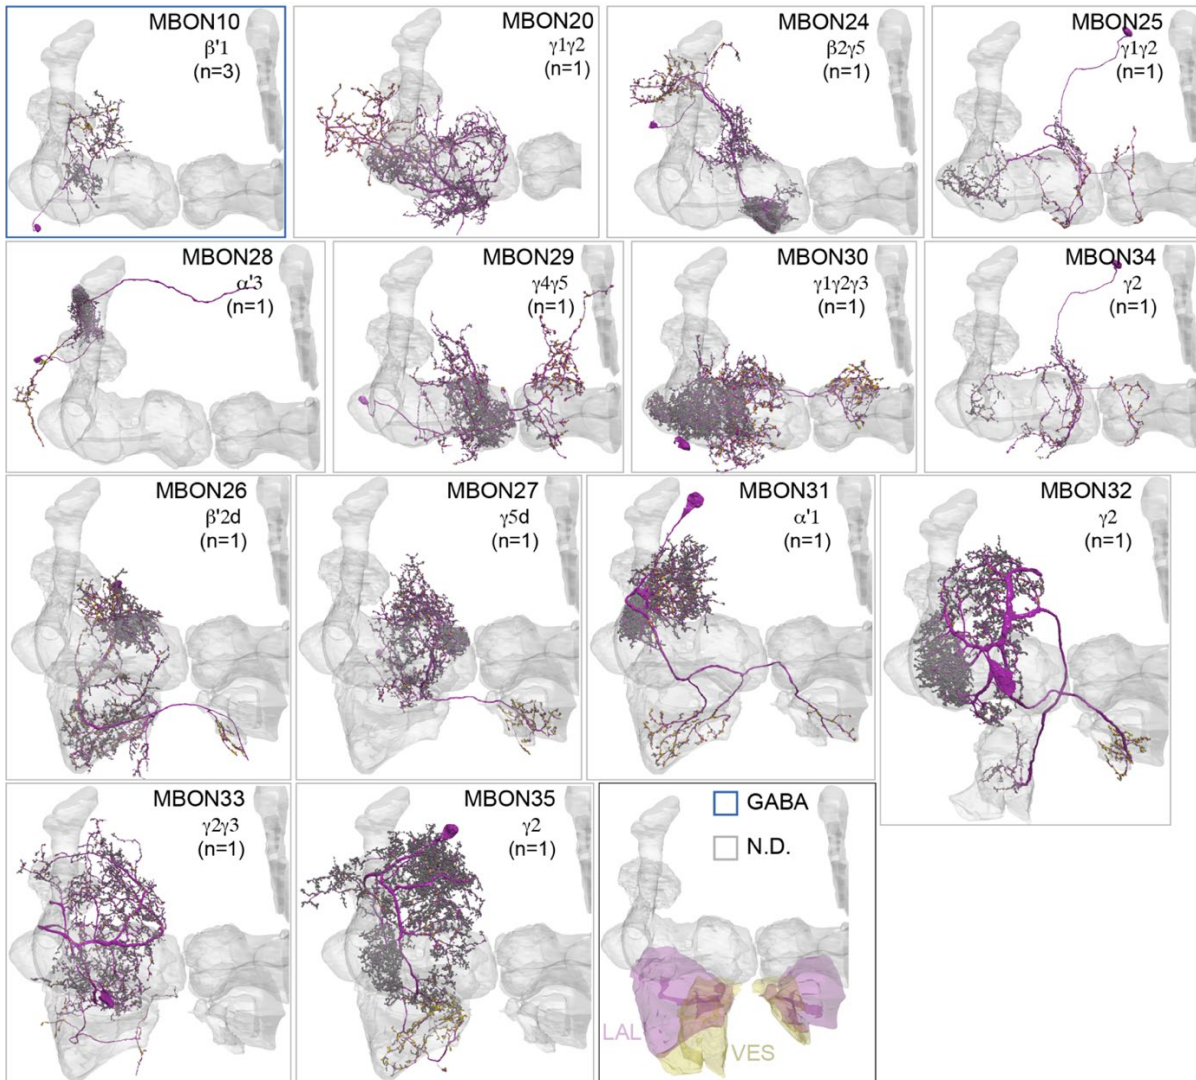 MBON10
β'1
(n=3)
MBON20
γ1γ2
(n=1)
MBON24
β2γ5
(n=1)
MBON25
γ1γ2
(n=1)
MBON28
α'3
(n=1)
MBON29
γ4γ5
(n=1)
MBON30
γ1γ2γ3
(n=1)
MBON34
γ2
(n=1)
MBON26
β'2d
(n=1)
MBON27
γ5d
(n=1)
MBON31
α'1
(n=1)
MBON32
γ2
(n=1)
MBON33
γ2γ3
(n=1)
MBON35
γ2
(n=1)
GABA
N.D.
LAL
VES